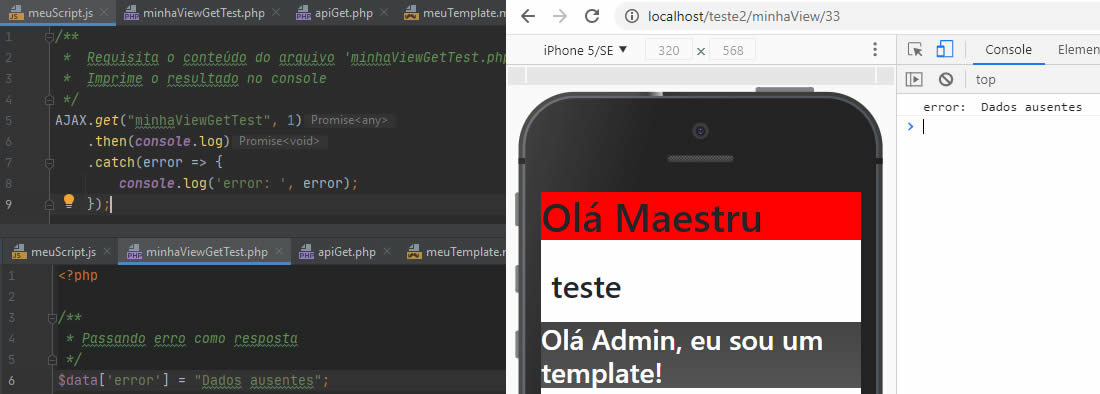 meuScript.js minhaViewGetTest.php apiGet.php meuTemplate.m
1 /**
2 * Requisita o conteúdo do arquivo 'minhaViewGetTest.php
3 * Imprime o resultado no console
4 */
5 AJAX.get("minhaViewGetTest", 1) Promise<any>
6 .then(console.log) Promise<void>
7 .catch(error => {
8 console.log('error: ', error);
9 });
meuScript.js minhaViewGetTest.php apiGet.php meuTemplate.m
1 <?php
2
3 /**
4 * Passando erro como resposta
5 */
6 $data['error'] = "Dados ausentes";
localhost/teste2/minhaView/33
iPhone 5/SE ▼ 320 × 568
Olá Maestru
teste
Olá Admin, eu sou um
template!
Console Elemen
top
error: Dados ausentes
>